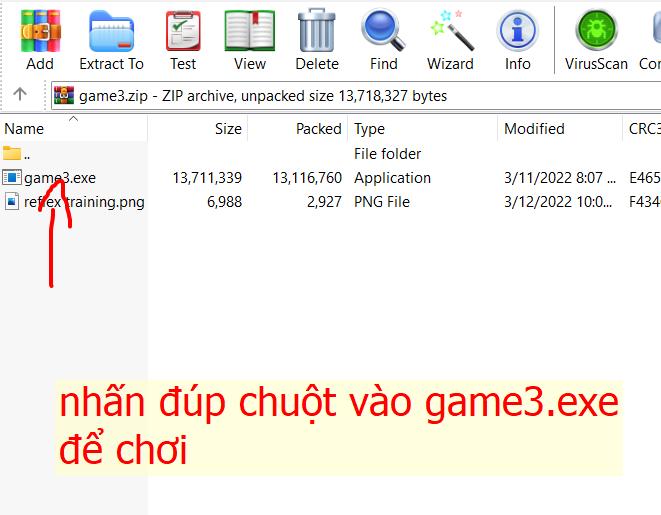 Add Extract To Test View Delete Find Wizard Info VirusScan
game3.zip - ZIP archive, unpacked size 13,718,327 bytes
Name Size Packed Type Modified CRC3
.. File folder
game3.exe 13,711,339 13,116,760 Application 3/11/2022 8:07 ... E465
reflex training.png 6,988 2,927 PNG File 3/12/2022 10:0... F434
nhấn đúp chuột vào game3.exe
để chơi